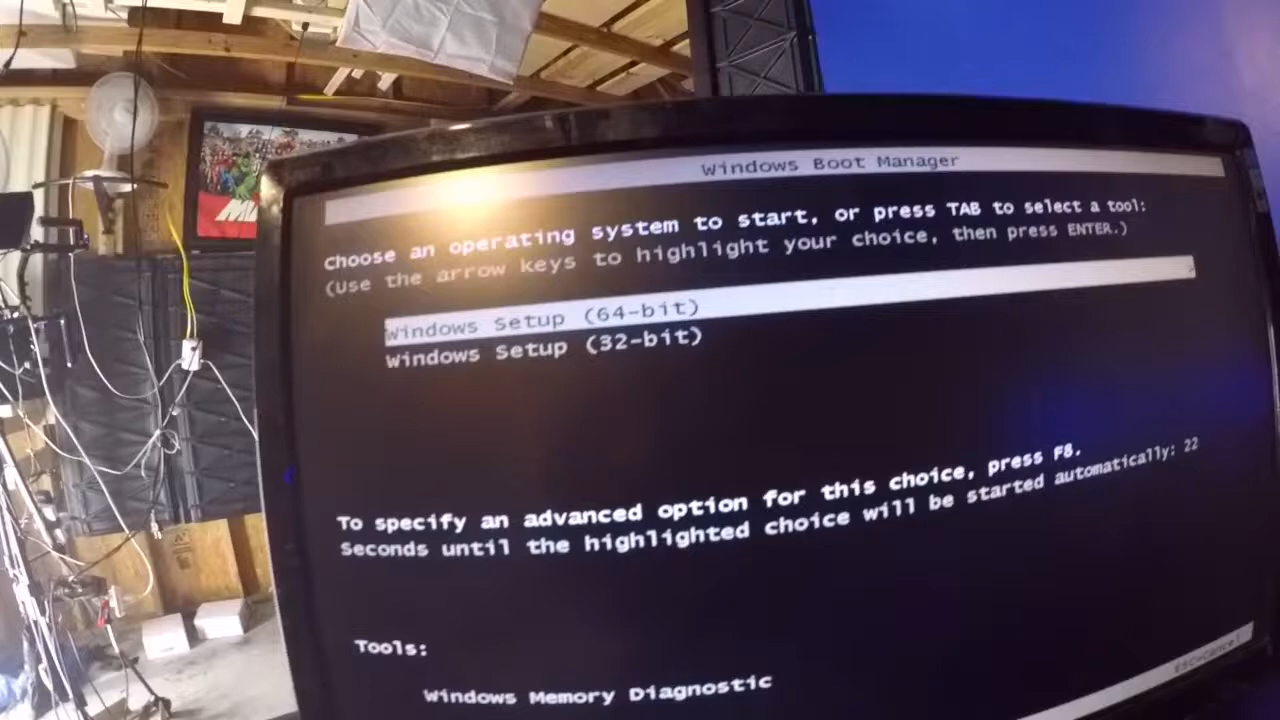 Windows Boot Manager
Choose an operating system to start, or press TAB to select a tool:
(Use the arrow keys to highlight your choice, then press ENTER.)
Windows Setup (64-bit)
Windows Setup (32-bit)
To specify an advanced option for this choice, press F8.
Seconds until the highlighted choice will be started automatically: 22
Tools:
Windows Memory Diagnostic
ESC=Cancel